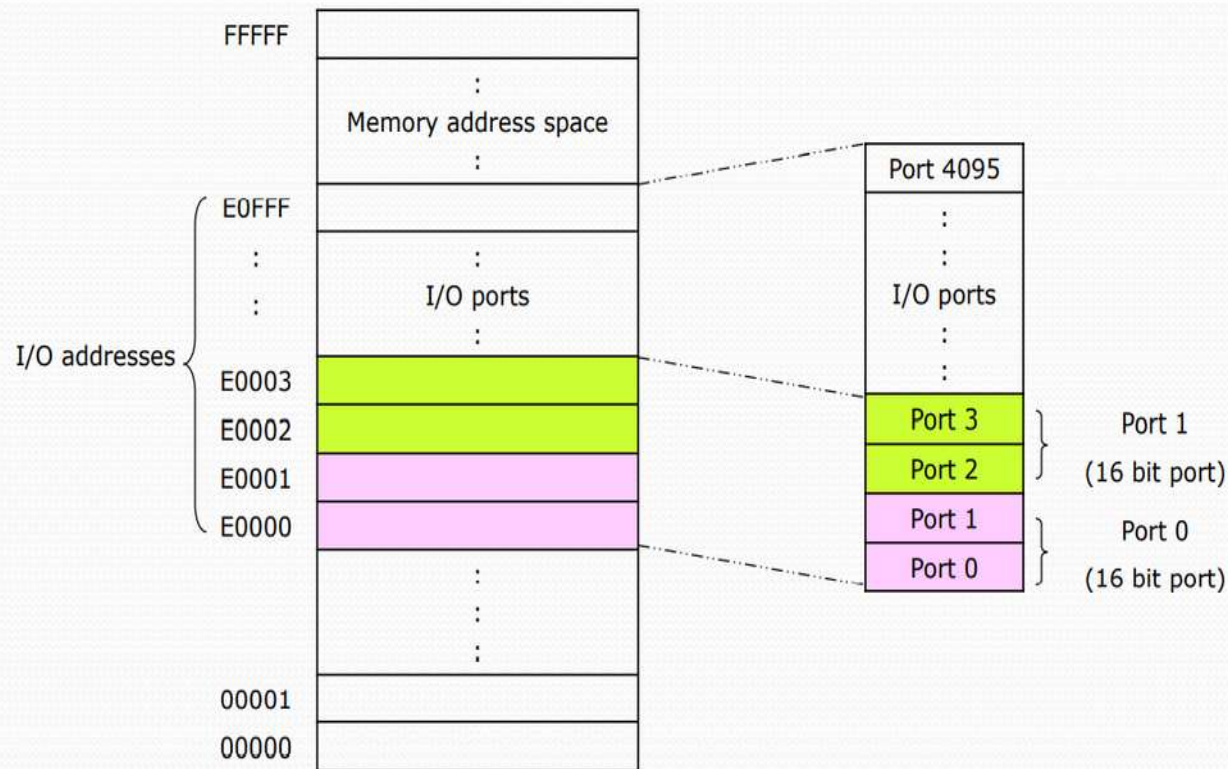 FFFFF
:
Memory address space
:
E0FFF
:
:
:
I/O ports
:
I/O addresses
E0003
E0002
E0001
E0000
:
:
:
00001
00000
Port 4095
:
:
I/O ports
:
:
Port 3
Port 2
Port 1
Port 0
Port 1
(16 bit port)
Port 0
(16 bit port)